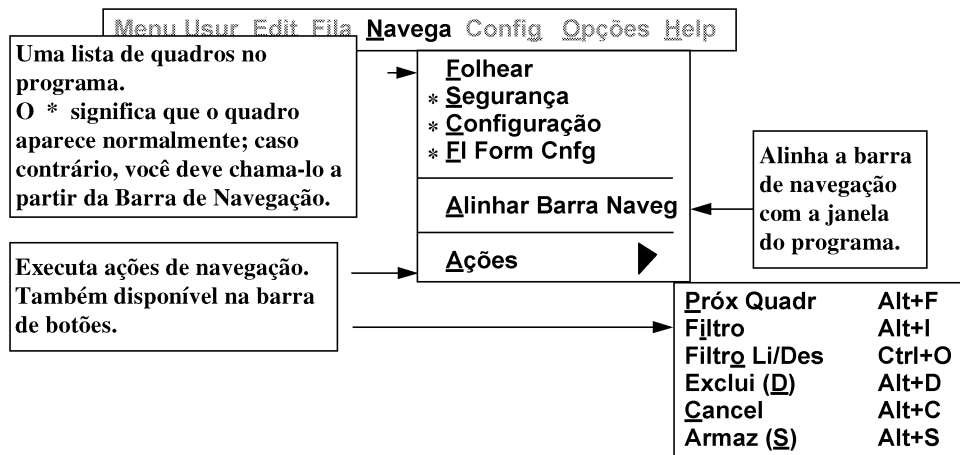 Menu Usur Edit Fila Navega Config Opções Help
Uma lista de quadros no
programa.
O * significa que o quadro
aparece normalmente; caso
contrário, você deve chama-lo a
partir da Barra de Navegação.
Folhear
* Segurança
* Configuração
* Fl Form Cnfg
Alinhar Barra Naveg
Ações
Alinha a barra
de navegação
com a janela
do programa.
Executa ações de navegação.
Também disponível na barra
de botões.
Próx Quadr Alt+F
Filtro Alt+I
Filtro Li/Des Ctrl+O
Exclui (D) Alt+D
Cancel Alt+C
Armaz (S) Alt+S